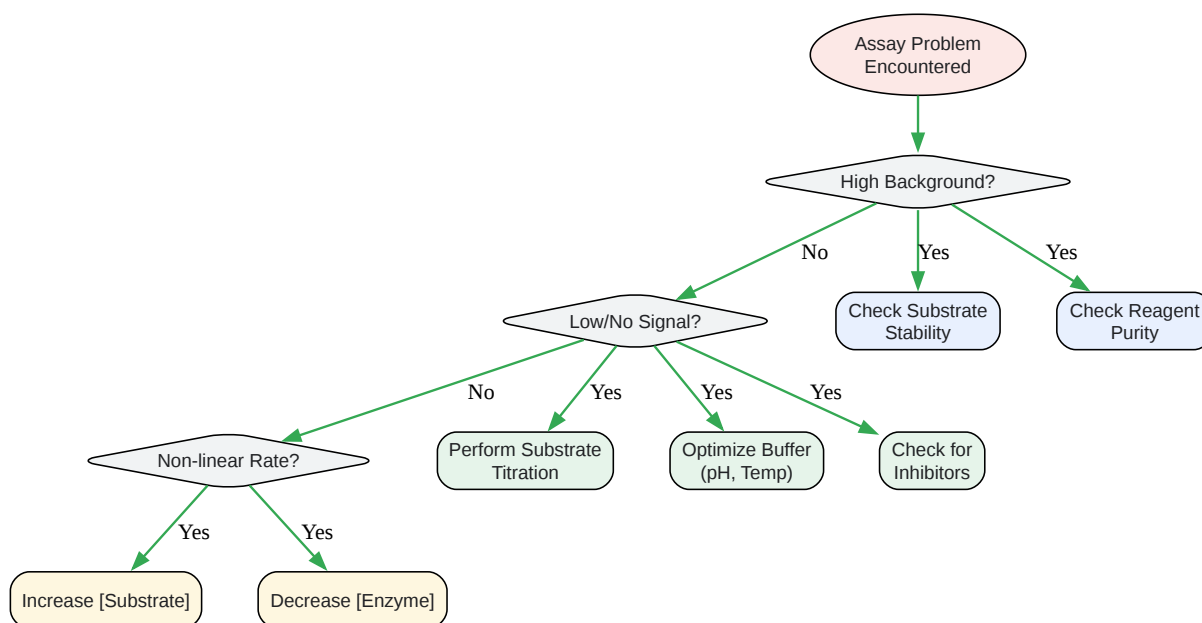 Assay Problem
Encountered
High Background?
No
Yes
Yes
Check Substrate
Stability
Check Reagent
Purity
Low/No Signal?
No
Yes
Yes
Yes
Perform Substrate
Titration
Optimize Buffer
(pH, Temp)
Check for
Inhibitors
Non-linear Rate?
Yes
Yes
Increase [Substrate]
Decrease [Enzyme]